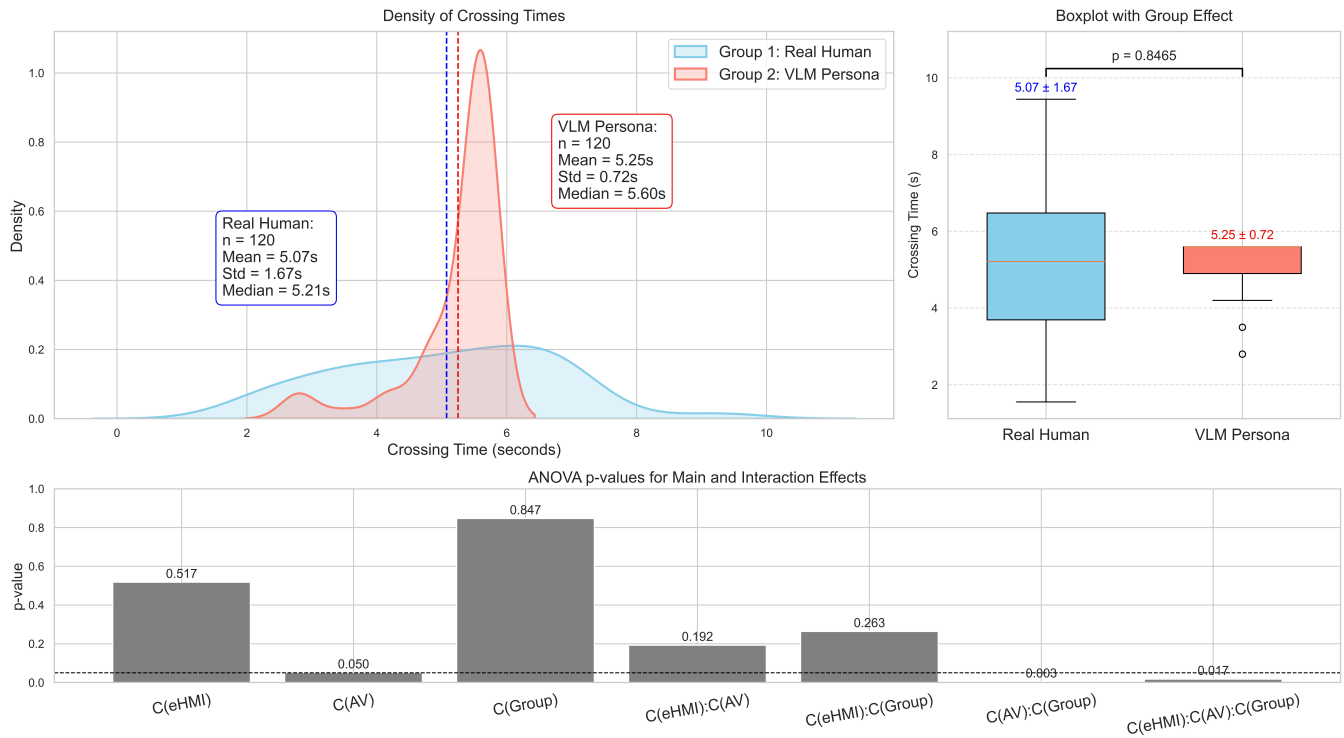 Density of Crossing Times
Group 1: Real Human
Group 2: VLM Persona
VLM Persona:
n = 120
Mean = 5.25s
Std = 0.72s
Median = 5.60s
Real Human:
n = 120
Mean = 5.07s
Std = 1.67s
Median = 5.21s
Density
1.0
0.8
0.6
0.4
0.2
0.0
0 2 4 6 8 10
Crossing Time (seconds)
Boxplot with Group Effect
p = 0.8465
5.07 ± 1.67
5.25 ± 0.72
Crossing Time (s)
10
8
6
4
2
Real Human VLM Persona
ANOVA p-values for Main and Interaction Effects
p-value
1.0
0.8
0.6
0.4
0.2
0.0
0.517 0.050 0.847 0.192 0.263 0.003 0.017
C(eHMI) C(AV) C(Group) C(eHMI):C(AV) C(eHMI):C(Group) C(AV):C(Group) C(eHMI):C(AV):C(Group)